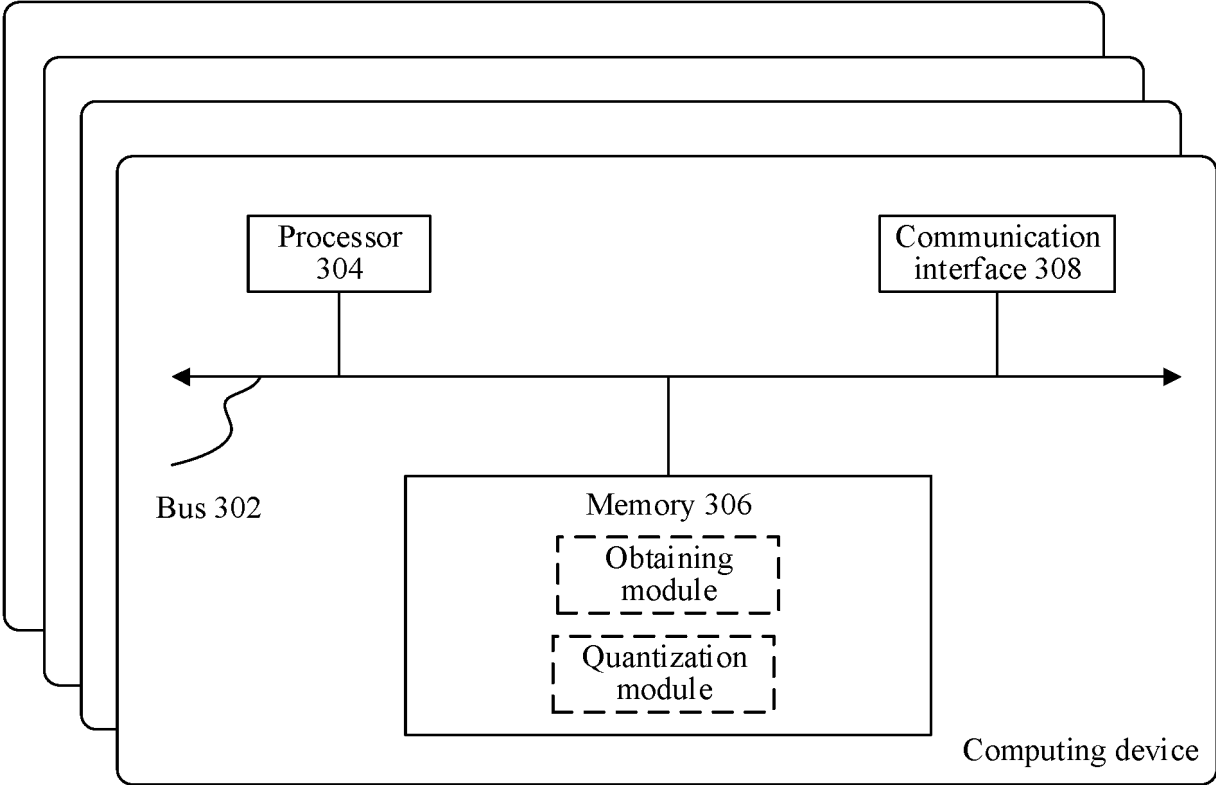 Processor
304
Communication
interface 308
Bus 302
Memory 306
Obtaining
module
Quantization
module
Computing device